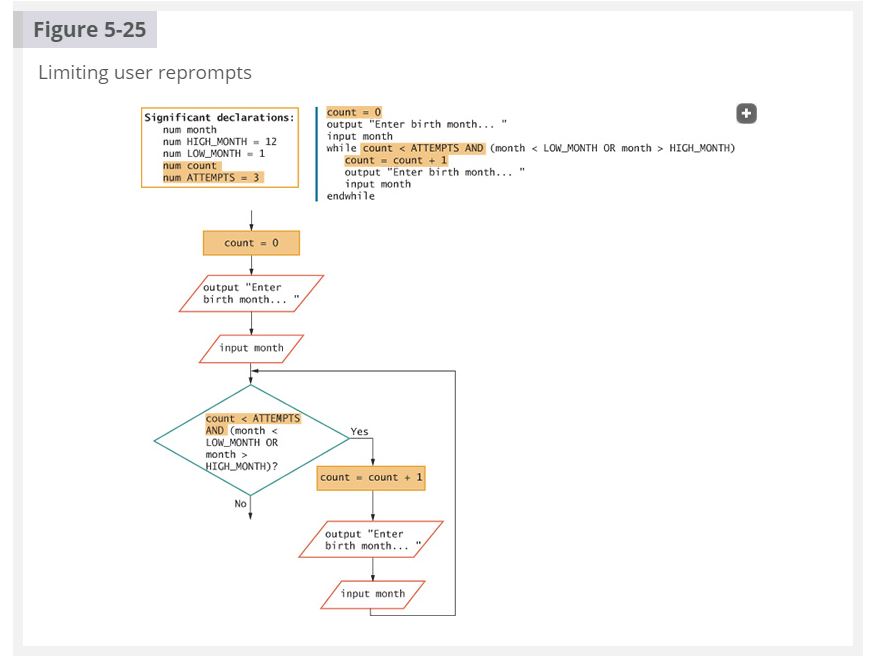 Figure 5-25
Limiting user reprompts
Significant declarations:
num month
num HIGH_MONTH = 12
num LOW_MONTH = 1
num count
num ATTEMPTS = 3
count = 0
output "Enter birth month... "
input month
while count < ATTEMPTS AND (month < LOW_MONTH OR month > HIGH_MONTH)
count = count + 1
output "Enter birth month... "
input month
endwhile
count = 0
output "Enter
birth month... "
input month
count < ATTEMPTS
AND (month <
LOW_MONTH OR
month >
HIGH_MONTH)?
Yes
No
count = count + 1
output "Enter
birth month... "
input month